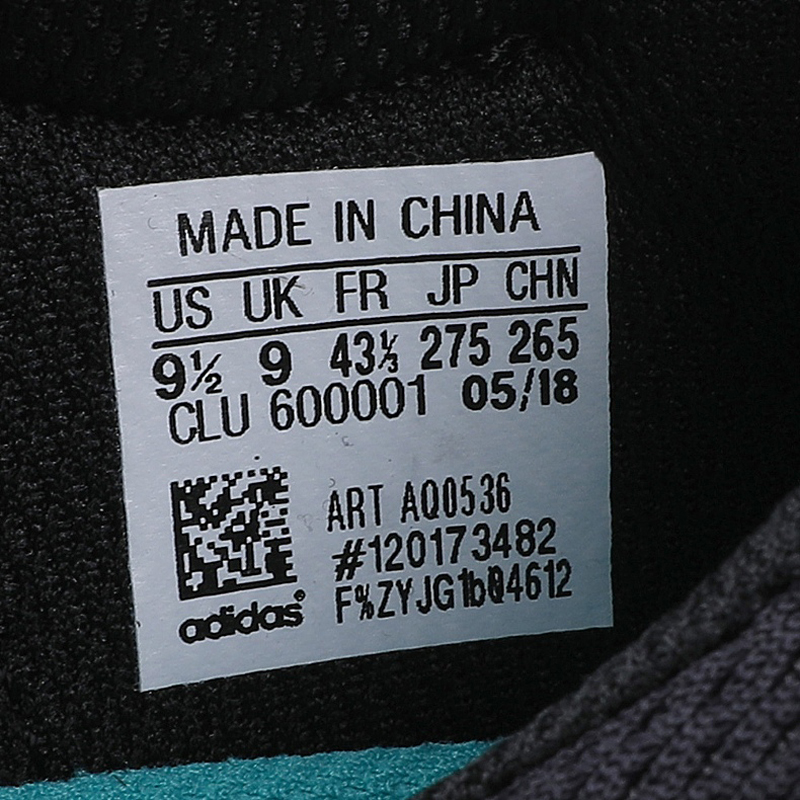 MADE IN CHINA
US UK FR JP CHN
9½ 9 43⅓ 275 265
CLU 600001 05/18
ART AQ0536
#120173482
adidas®